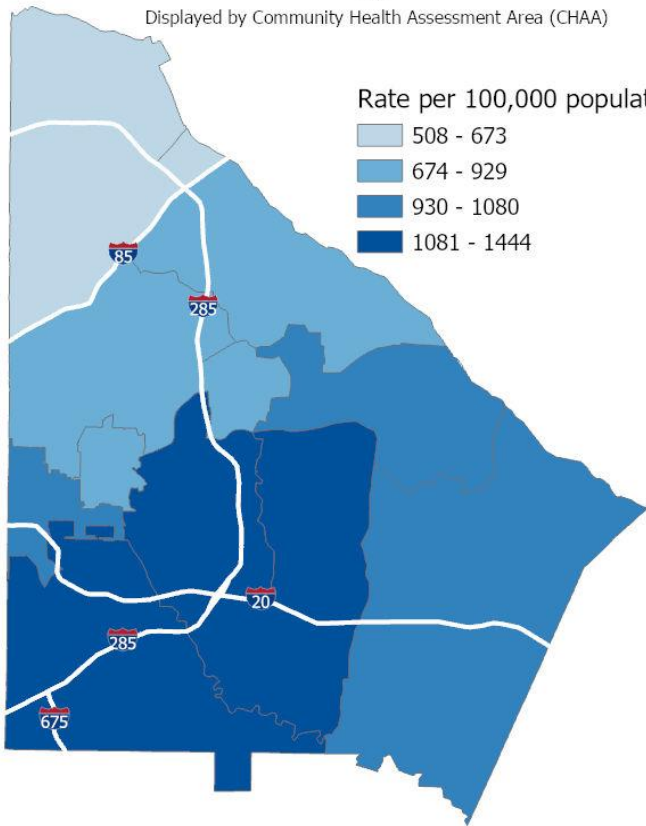 Displayed by Community Health Assessment Area (CHAA)
Rate per 100,000 populat
508 - 673
674 - 929
930 - 1080
1081 - 1444
85
285
20
285
675